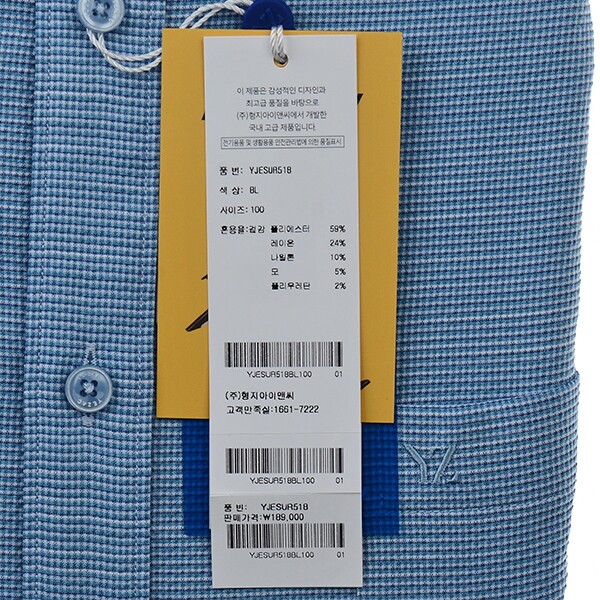 이 제품은 감성적인 디자인과
최고급 품질을 바탕으로
(주)형지아이앤씨에서 개발한
국내 고급 제품입니다.
전기용품 및 생활용품 안전관리법에 의한 품질표시
품 번: YJESUR518
색 상: BL
사이즈: 100
혼용율:겉감 폴리에스터 59%
레이온 24%
나일론 10%
모 5%
폴리우레탄 2%
YJESUR518BL100 01
(주)형지아이앤씨
고객만족실:1661-7222
YJESUR518BL100 01
품 번: YJESUR518
판매가격:₩189,000
YJESUR518BL100 01
YZ